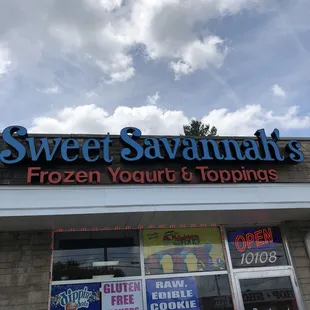 Sweet Savannah's
Frozen Yogurt & Toppings
OPEN
10108
GLUTEN
FREE
RAW,
EDIBLE
COOKIE